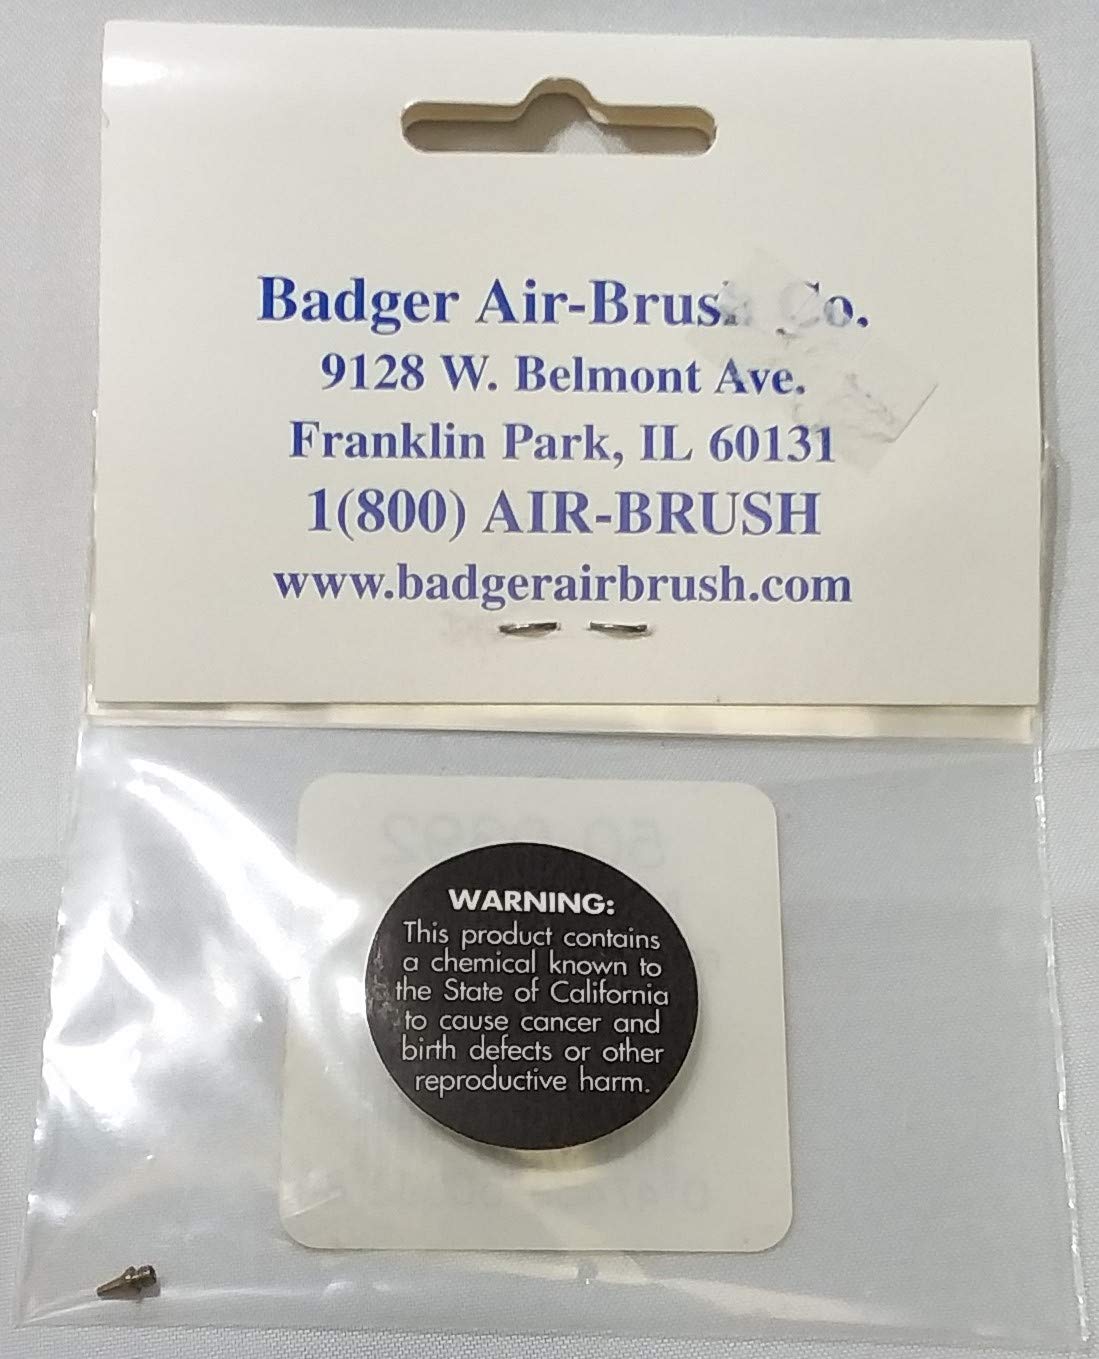 Badger Air-Brush Co.
9128 W. Belmont Ave.
Franklin Park, IL 60131
1(800) AIR-BRUSH
www.badgerairbrush.com
WARNING:
This product contains
a chemical known to
the State of California
to cause cancer and
birth defects or other
reproductive harm.